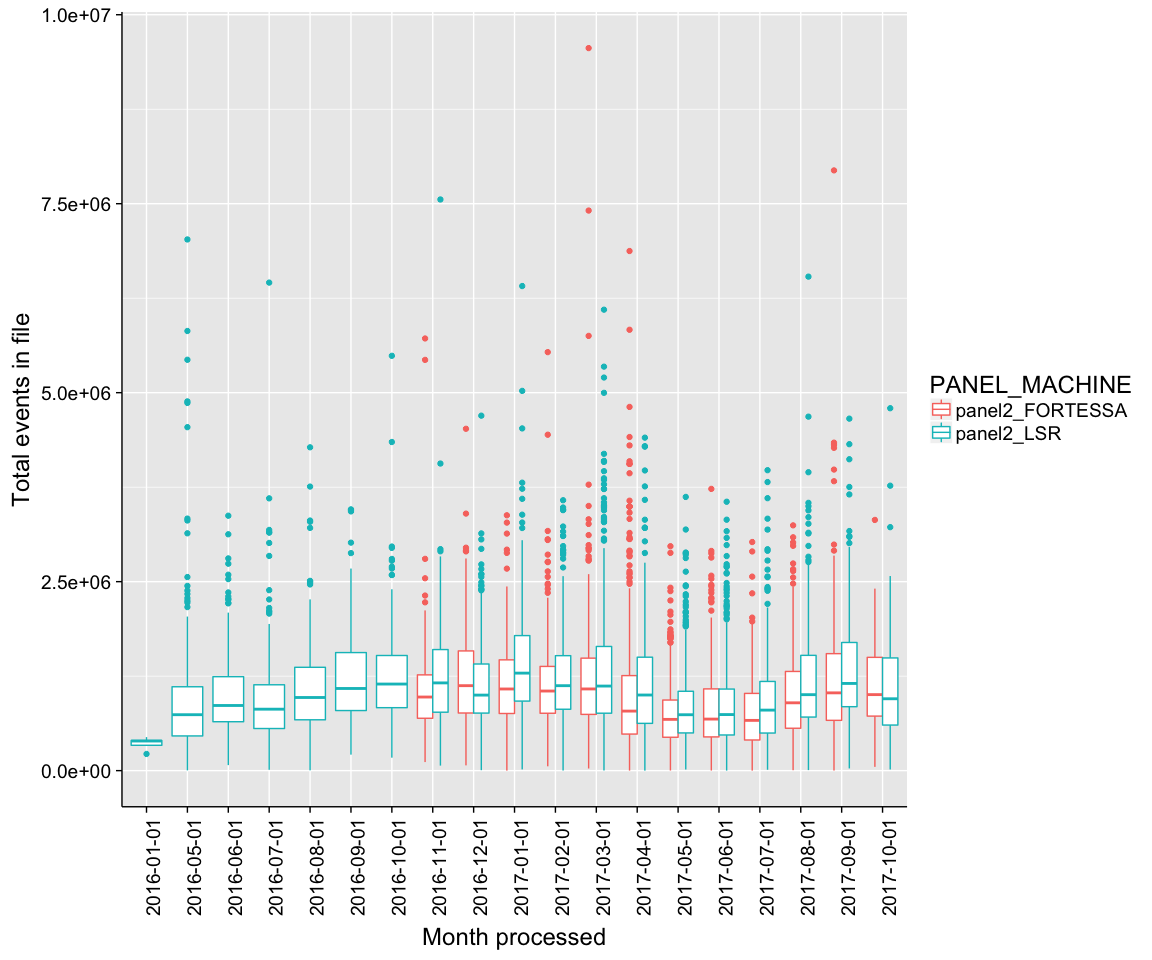 1.0e+07
7.5e+06
5.0e+06
2.5e+06
0.0e+00
Total events in file
2016-01-01
2016-05-01
2016-06-01
2016-07-01
2016-08-01
2016-09-01
2016-10-01
2016-11-01
2016-12-01
2017-01-01
2017-02-01
2017-03-01
2017-04-01
2017-05-01
2017-06-01
2017-07-01
2017-08-01
2017-09-01
2017-10-01
Month processed
PANEL_MACHINE
panel2_FORTESSA
panel2_LSR